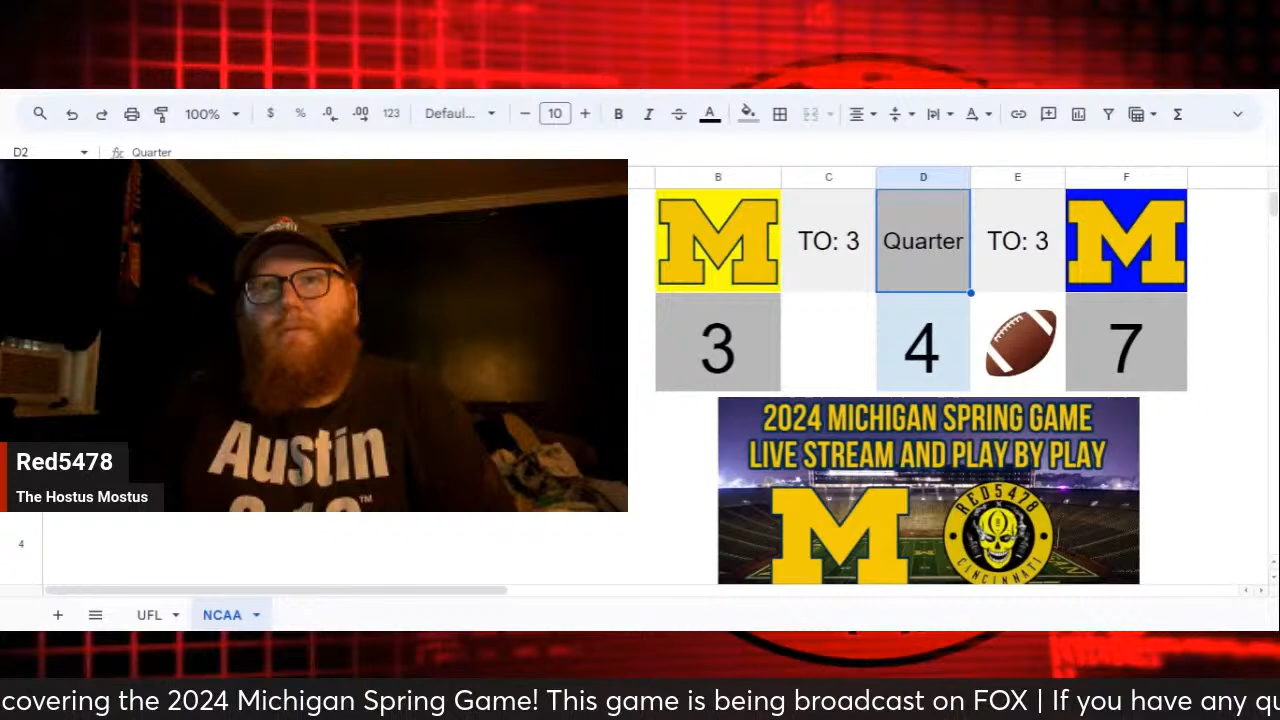 100%
$
%
.0
.00
123
Defaul...
10
B
I
A
Σ
D2
fx
Quarter
B
C
D
E
F
M
TO: 3
Quarter
TO: 3
M
3
4
7
2024 MICHIGAN SPRING GAME
LIVE STREAM AND PLAY BY PLAY
M
RED5478
CINCINNATI
Austin
Red5478
The Hostus Mostus
4
UFL
NCAA
covering the 2024 Michigan Spring Game! This game is being broadcast on FOX | If you have any qu